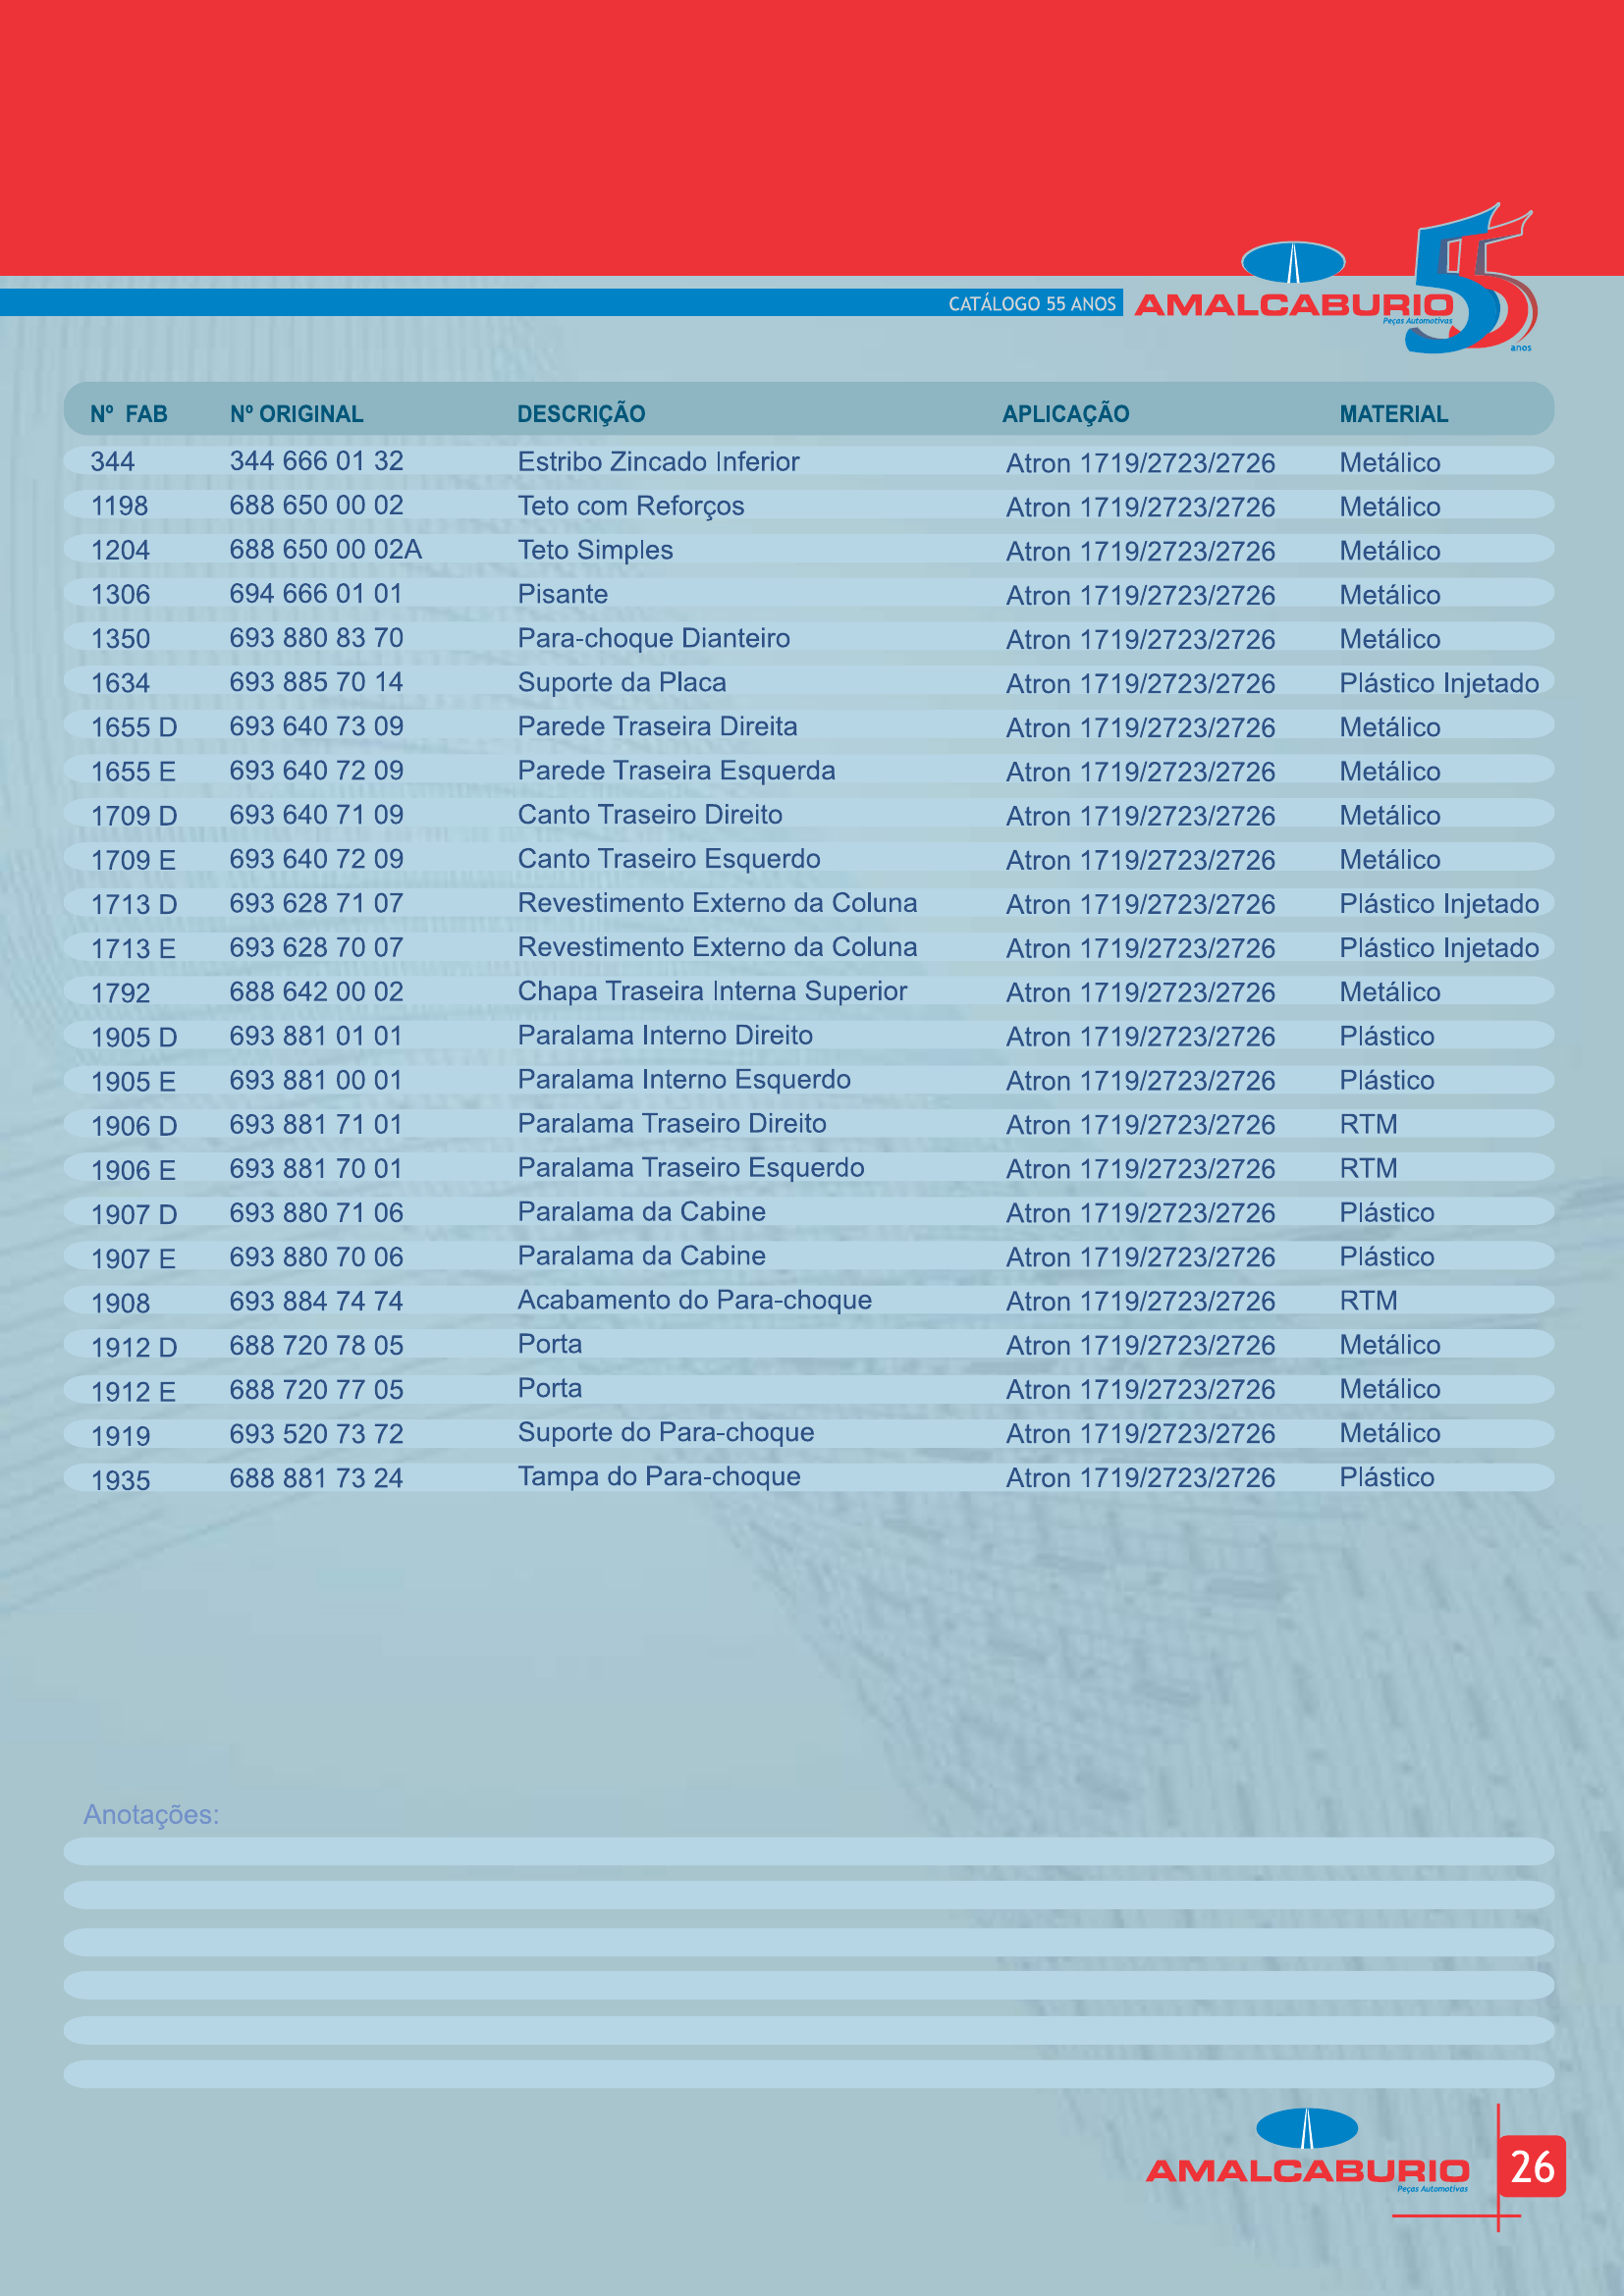 CATÁLOGO 55 ANOS AMALCABURIO 55
Peças Automotivas
anos
Nº FAB Nº ORIGINAL DESCRIÇÃO APLICAÇÃO MATERIAL
344 344 666 01 32 Estribo Zincado Inferior Atron 1719/2723/2726 Metálico
1198 688 650 00 02 Teto com Reforços Atron 1719/2723/2726 Metálico
1204 688 650 00 02A Teto Simples Atron 1719/2723/2726 Metálico
1306 694 666 01 01 Pisante Atron 1719/2723/2726 Metálico
1350 693 880 83 70 Para-choque Dianteiro Atron 1719/2723/2726 Metálico
1634 693 885 70 14 Suporte da Placa Atron 1719/2723/2726 Plástico Injetado
1655 D 693 640 73 09 Parede Traseira Direita Atron 1719/2723/2726 Metálico
1655 E 693 640 72 09 Parede Traseira Esquerda Atron 1719/2723/2726 Metálico
1709 D 693 640 71 09 Canto Traseiro Direito Atron 1719/2723/2726 Metálico
1709 E 693 640 72 09 Canto Traseiro Esquerdo Atron 1719/2723/2726 Metálico
1713 D 693 628 71 07 Revestimento Externo da Coluna Atron 1719/2723/2726 Plástico Injetado
1713 E 693 628 70 07 Revestimento Externo da Coluna Atron 1719/2723/2726 Plástico Injetado
1792 688 642 00 02 Chapa Traseira Interna Superior Atron 1719/2723/2726 Metálico
1905 D 693 881 01 01 Paralama Interno Direito Atron 1719/2723/2726 Plástico
1905 E 693 881 00 01 Paralama Interno Esquerdo Atron 1719/2723/2726 Plástico
1906 D 693 881 71 01 Paralama Traseiro Direito Atron 1719/2723/2726 RTM
1906 E 693 881 70 01 Paralama Traseiro Esquerdo Atron 1719/2723/2726 RTM
1907 D 693 880 71 06 Paralama da Cabine Atron 1719/2723/2726 Plástico
1907 E 693 880 70 06 Paralama da Cabine Atron 1719/2723/2726 Plástico
1908 693 884 74 74 Acabamento do Para-choque Atron 1719/2723/2726 RTM
1912 D 688 720 78 05 Porta Atron 1719/2723/2726 Metálico
1912 E 688 720 77 05 Porta Atron 1719/2723/2726 Metálico
1919 693 520 73 72 Suporte do Para-choque Atron 1719/2723/2726 Metálico
1935 688 881 73 24 Tampa do Para-choque Atron 1719/2723/2726 Plástico
Anotações:
AMALCABURIO 26
Peças Automotivas